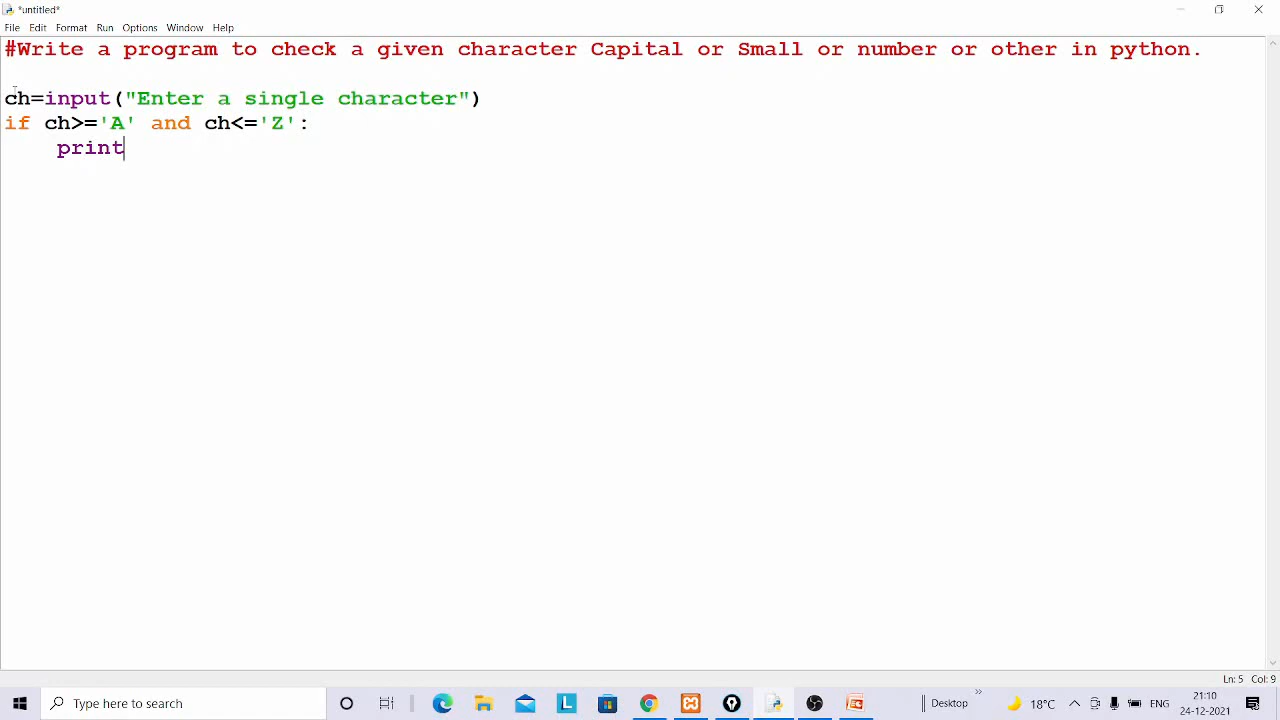 *untitled*
File Edit Format Run Options Window Help
#Write a program to check a given character Capital or Small or number or other in python.
ch=input("Enter a single character")
if ch>='A' and ch<='Z':
    print
Ln: 5 Col: 9
Type here to search
L
Desktop
18°C
ENG
21:10
24-12-2021